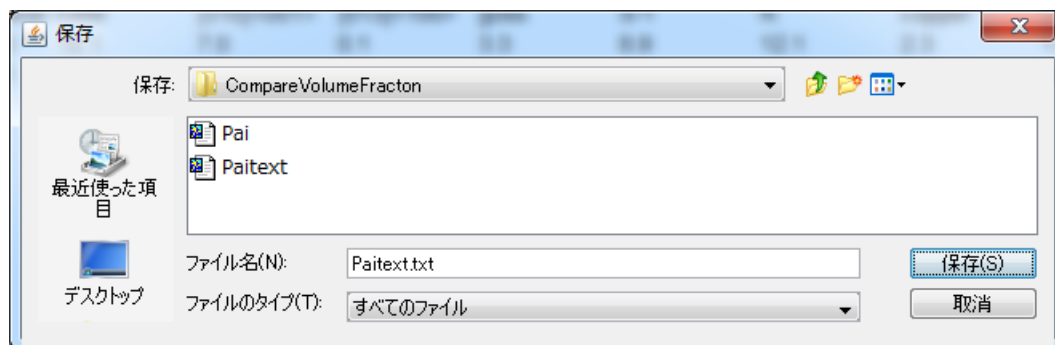 保存
保存:
CompareVolumeFracton
Pai
Paitext
最近使った項
目
デスクトップ
ファイル名(N):
Paitext.txt
保存(S)
ファイルのタイプ(T):
すべてのファイル
取消